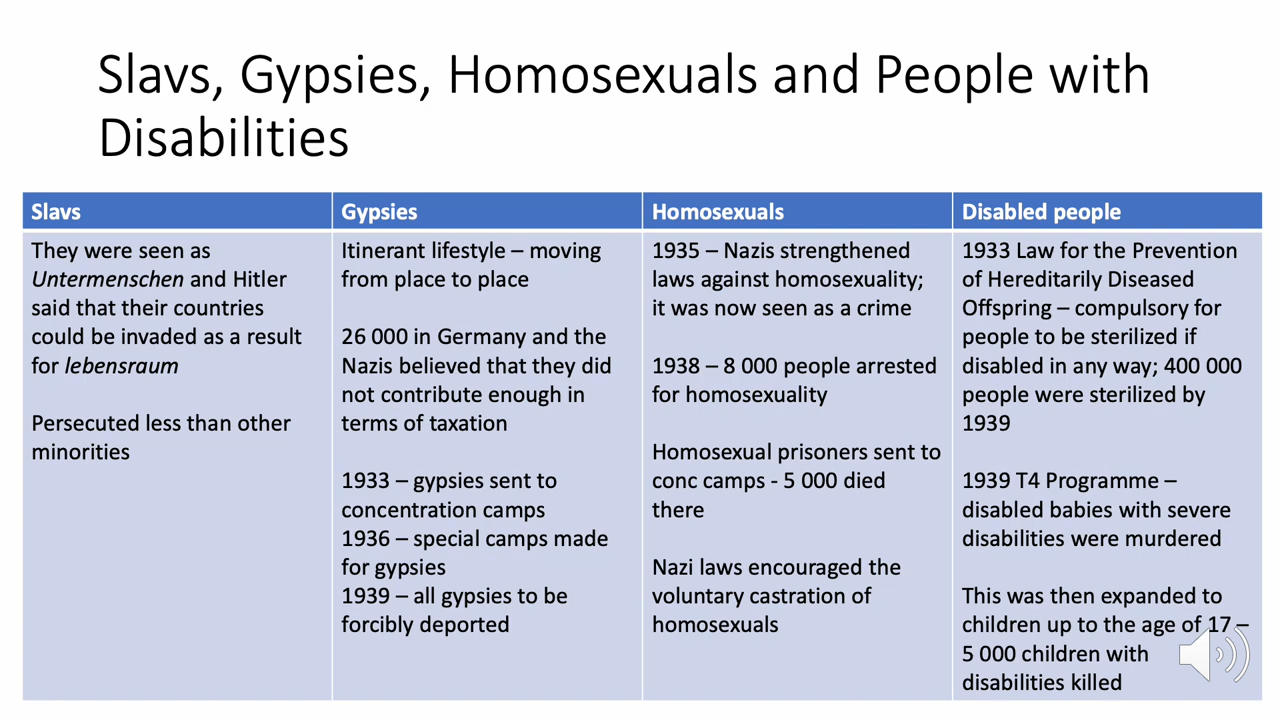 Slavs, Gypsies, Homosexuals and People with
Disabilities
Slavs
They were seen as
Untermenschen and Hitler
said that their countries
could be invaded as a result
for lebensraum
Persecuted less than other
minorities
Gypsies
Itinerant lifestyle – moving
from place to place
26 000 in Germany and the
Nazis believed that they did
not contribute enough in
terms of taxation
1933 – gypsies sent to
concentration camps
1936 – special camps made
for gypsies
1939 – all gypsies to be
forcibly deported
Homosexuals
1935 – Nazis strengthened
laws against homosexuality;
it was now seen as a crime
1938 – 8 000 people arrested
for homosexuality
Homosexual prisoners sent to
conc camps - 5 000 died
there
Nazi laws encouraged the
voluntary castration of
homosexuals
Disabled people
1933 Law for the Prevention
of Hereditarily Diseased
Offspring – compulsory for
people to be sterilized if
disabled in any way; 400 000
people were sterilized by
1939
1939 T4 Programme –
disabled babies with severe
disabilities were murdered
This was then expanded to
children up to the age of 17 –
5 000 children with
disabilities killed